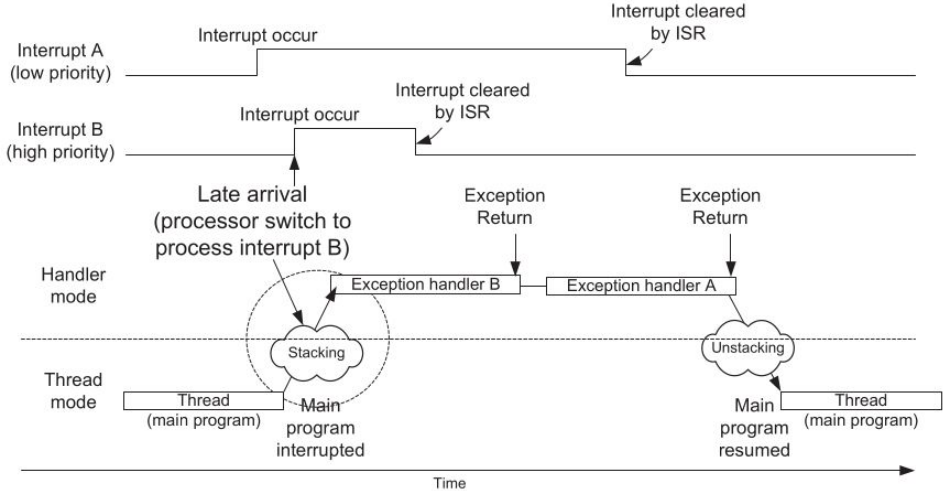 Interrupt cleared
by ISR
Interrupt occur
Interrupt A
(low priority)
Interrupt cleared
by ISR
Interrupt occur
Interrupt B
(high priority)
Late arrival
(processor switch to
process interrupt B)
Exception
Return
Exception
Return
Handler
mode
Exception handler B
Exception handler A
Stacking
Unstacking
Thread
mode
Thread
(main program)
Main
program
interrupted
Main
program
resumed
Thread
(main program)
Time